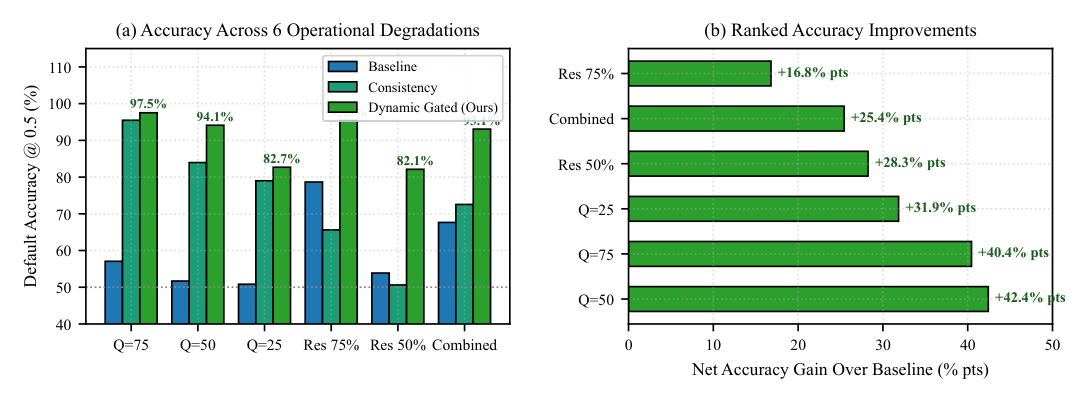 (a) Accuracy Across 6 Operational Degradations
Default Accuracy @ 0.5 (%)
110
100
90
80
70
60
50
40
Baseline
Consistency
Dynamic Gated (Ours)
97.5%
94.1%
82.7%
82.1%
93.1%
Q=75
Q=50
Q=25
Res 75%
Res 50%
Combined
(b) Ranked Accuracy Improvements
Res 75%
+16.8% pts
Combined
+25.4% pts
Res 50%
+28.3% pts
Q=25
+31.9% pts
Q=75
+40.4% pts
Q=50
+42.4% pts
0
10
20
30
40
50
Net Accuracy Gain Over Baseline (% pts)